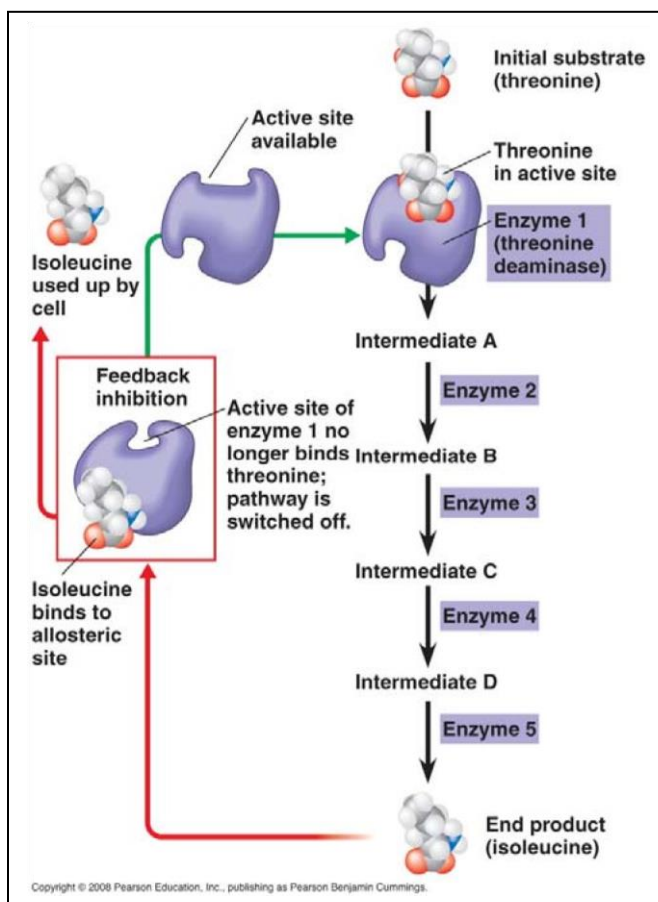 Initial substrate
(threonine)
Active site
available
Threonine
in active site
Enzyme 1
(threonine
deaminase)
Isoleucine
used up by
cell
Intermediate A
Feedback
inhibition
Enzyme 2
Active site of
enzyme 1 no
longer binds
threonine;
pathway is
switched off.
Intermediate B
Enzyme 3
Isoleucine
binds to
allosteric
site
Intermediate C
Enzyme 4
Intermediate D
Enzyme 5
End product
(isoleucine)
Copyright © 2008 Pearson Education, Inc., publishing as Pearson Benjamin Cummings.